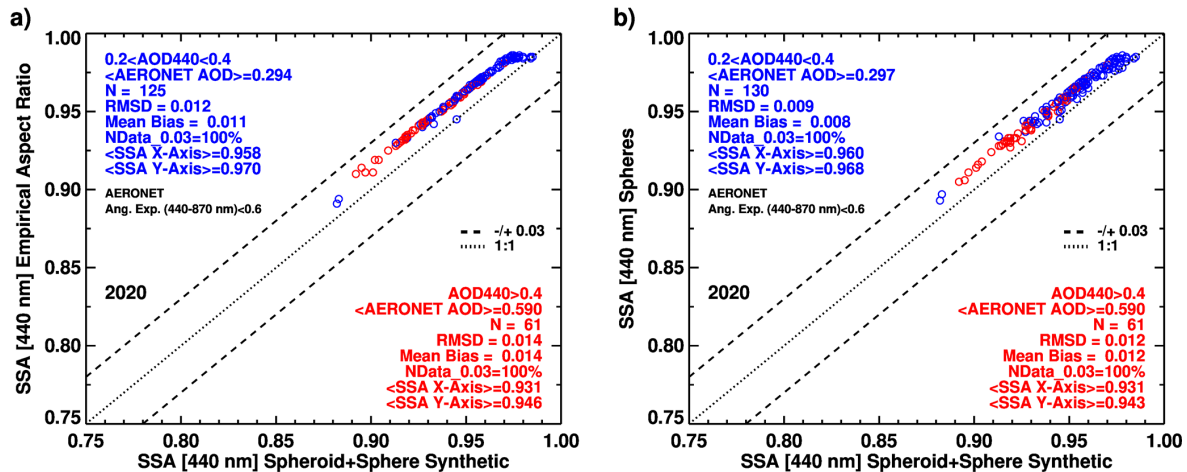 a)
SSA [440 nm] Empirical Aspect Ratio
1.00
0.95
0.90
0.85
0.80
0.75
0.2<AOD440<0.4
<AERONET AOD>=0.294
N = 125
RMSD = 0.012
Mean Bias = 0.011
NData_0.03=100%
<SSA X-Axis>=0.958
<SSA Y-Axis>=0.970
AERONET
Ang. Exp. (440-870 nm)<0.6
-/+ 0.03
1:1
2020
AOD440>0.4
<AERONET AOD>=0.590
N = 61
RMSD = 0.014
Mean Bias = 0.014
NData_0.03=100%
<SSA X-Axis>=0.931
<SSA Y-Axis>=0.946
0.75 0.80 0.85 0.90 0.95 1.00
SSA [440 nm] Spheroid+Sphere Synthetic
b)
SSA [440 nm] Spheres
1.00
0.95
0.90
0.85
0.80
0.75
0.2<AOD440<0.4
<AERONET AOD>=0.297
N = 130
RMSD = 0.009
Mean Bias = 0.008
NData_0.03=100%
<SSA X-Axis>=0.960
<SSA Y-Axis>=0.968
AERONET
Ang. Exp. (440-870 nm)<0.6
-/+ 0.03
1:1
2020
AOD440>0.4
<AERONET AOD>=0.590
N = 61
RMSD = 0.012
Mean Bias = 0.012
NData_0.03=100%
<SSA X-Axis>=0.931
<SSA Y-Axis>=0.943
0.75 0.80 0.85 0.90 0.95 1.00
SSA [440 nm] Spheroid+Sphere Synthetic